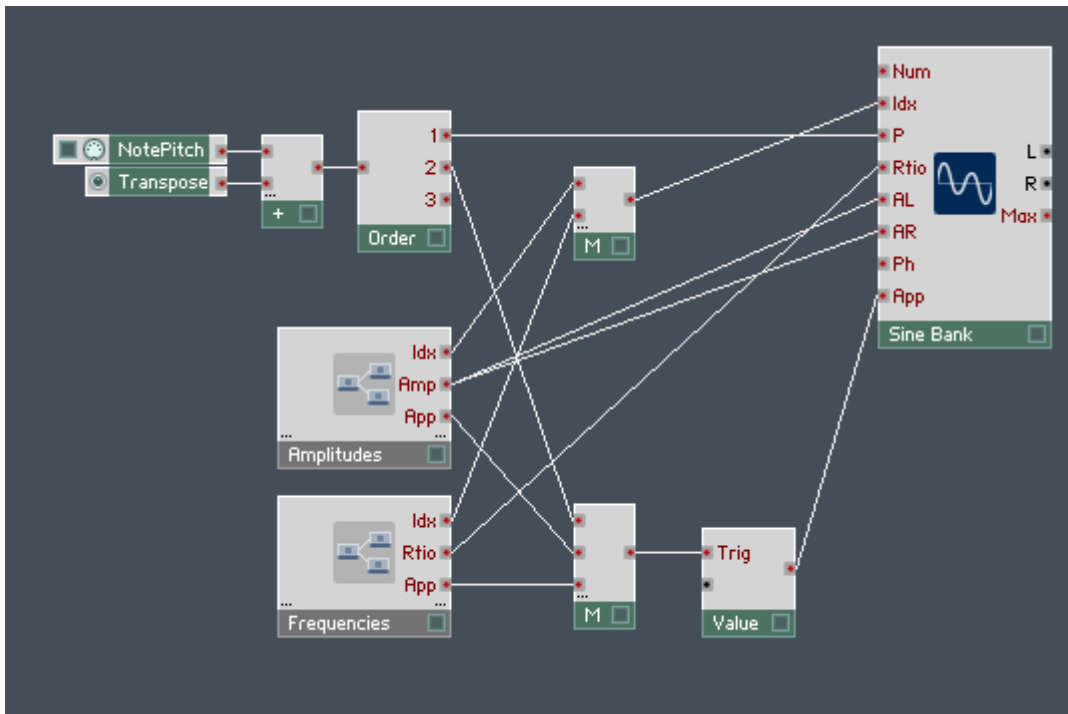 NotePitch
Transpose
+
1
2
3
Order
M
Idx
Amp
App
...
...
Amplitudes
Idx
Rtio
App
...
...
Frequencies
...
M
...
M
Trig
Value
Num
Idx
P
Rtio
AL
AR
Ph
App
L
R
Max
Sine Bank